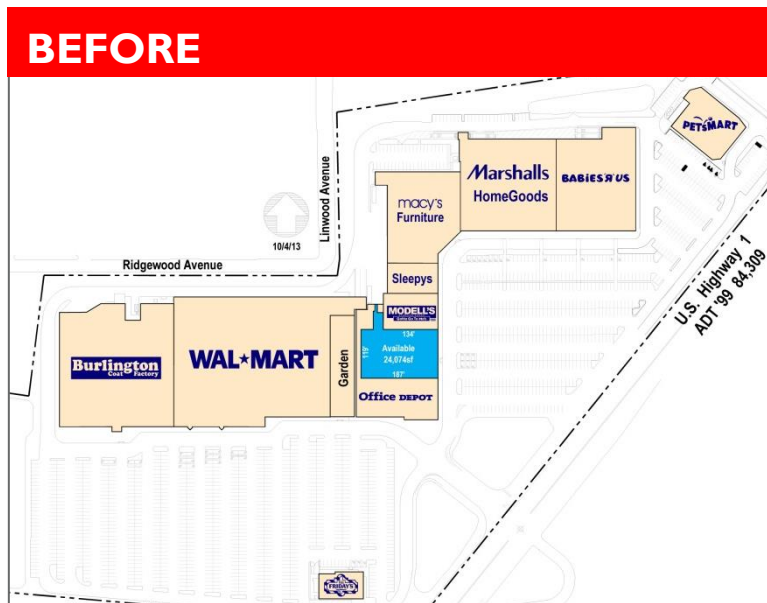 BEFORE
PETSMART
Marshalls
HomeGoods
BABIES R US
macy's
Furniture
Linwood Avenue
10/4/13
Ridgewood Avenue
Sleepys
U.S. Highway 1
ADT '99 84,309
MODELL'S
134'
Available
24,074sf
119'
187'
Burlington
Coat Factory
WAL★MART
Garden
Office DEPOT
FRIDAY'S